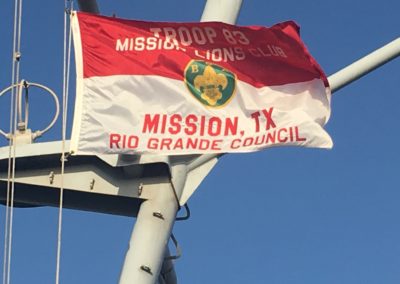 TROOP 83
MISSION LIONS CLUB
B
MISSION, TX
RIO GRANDE COUNCIL